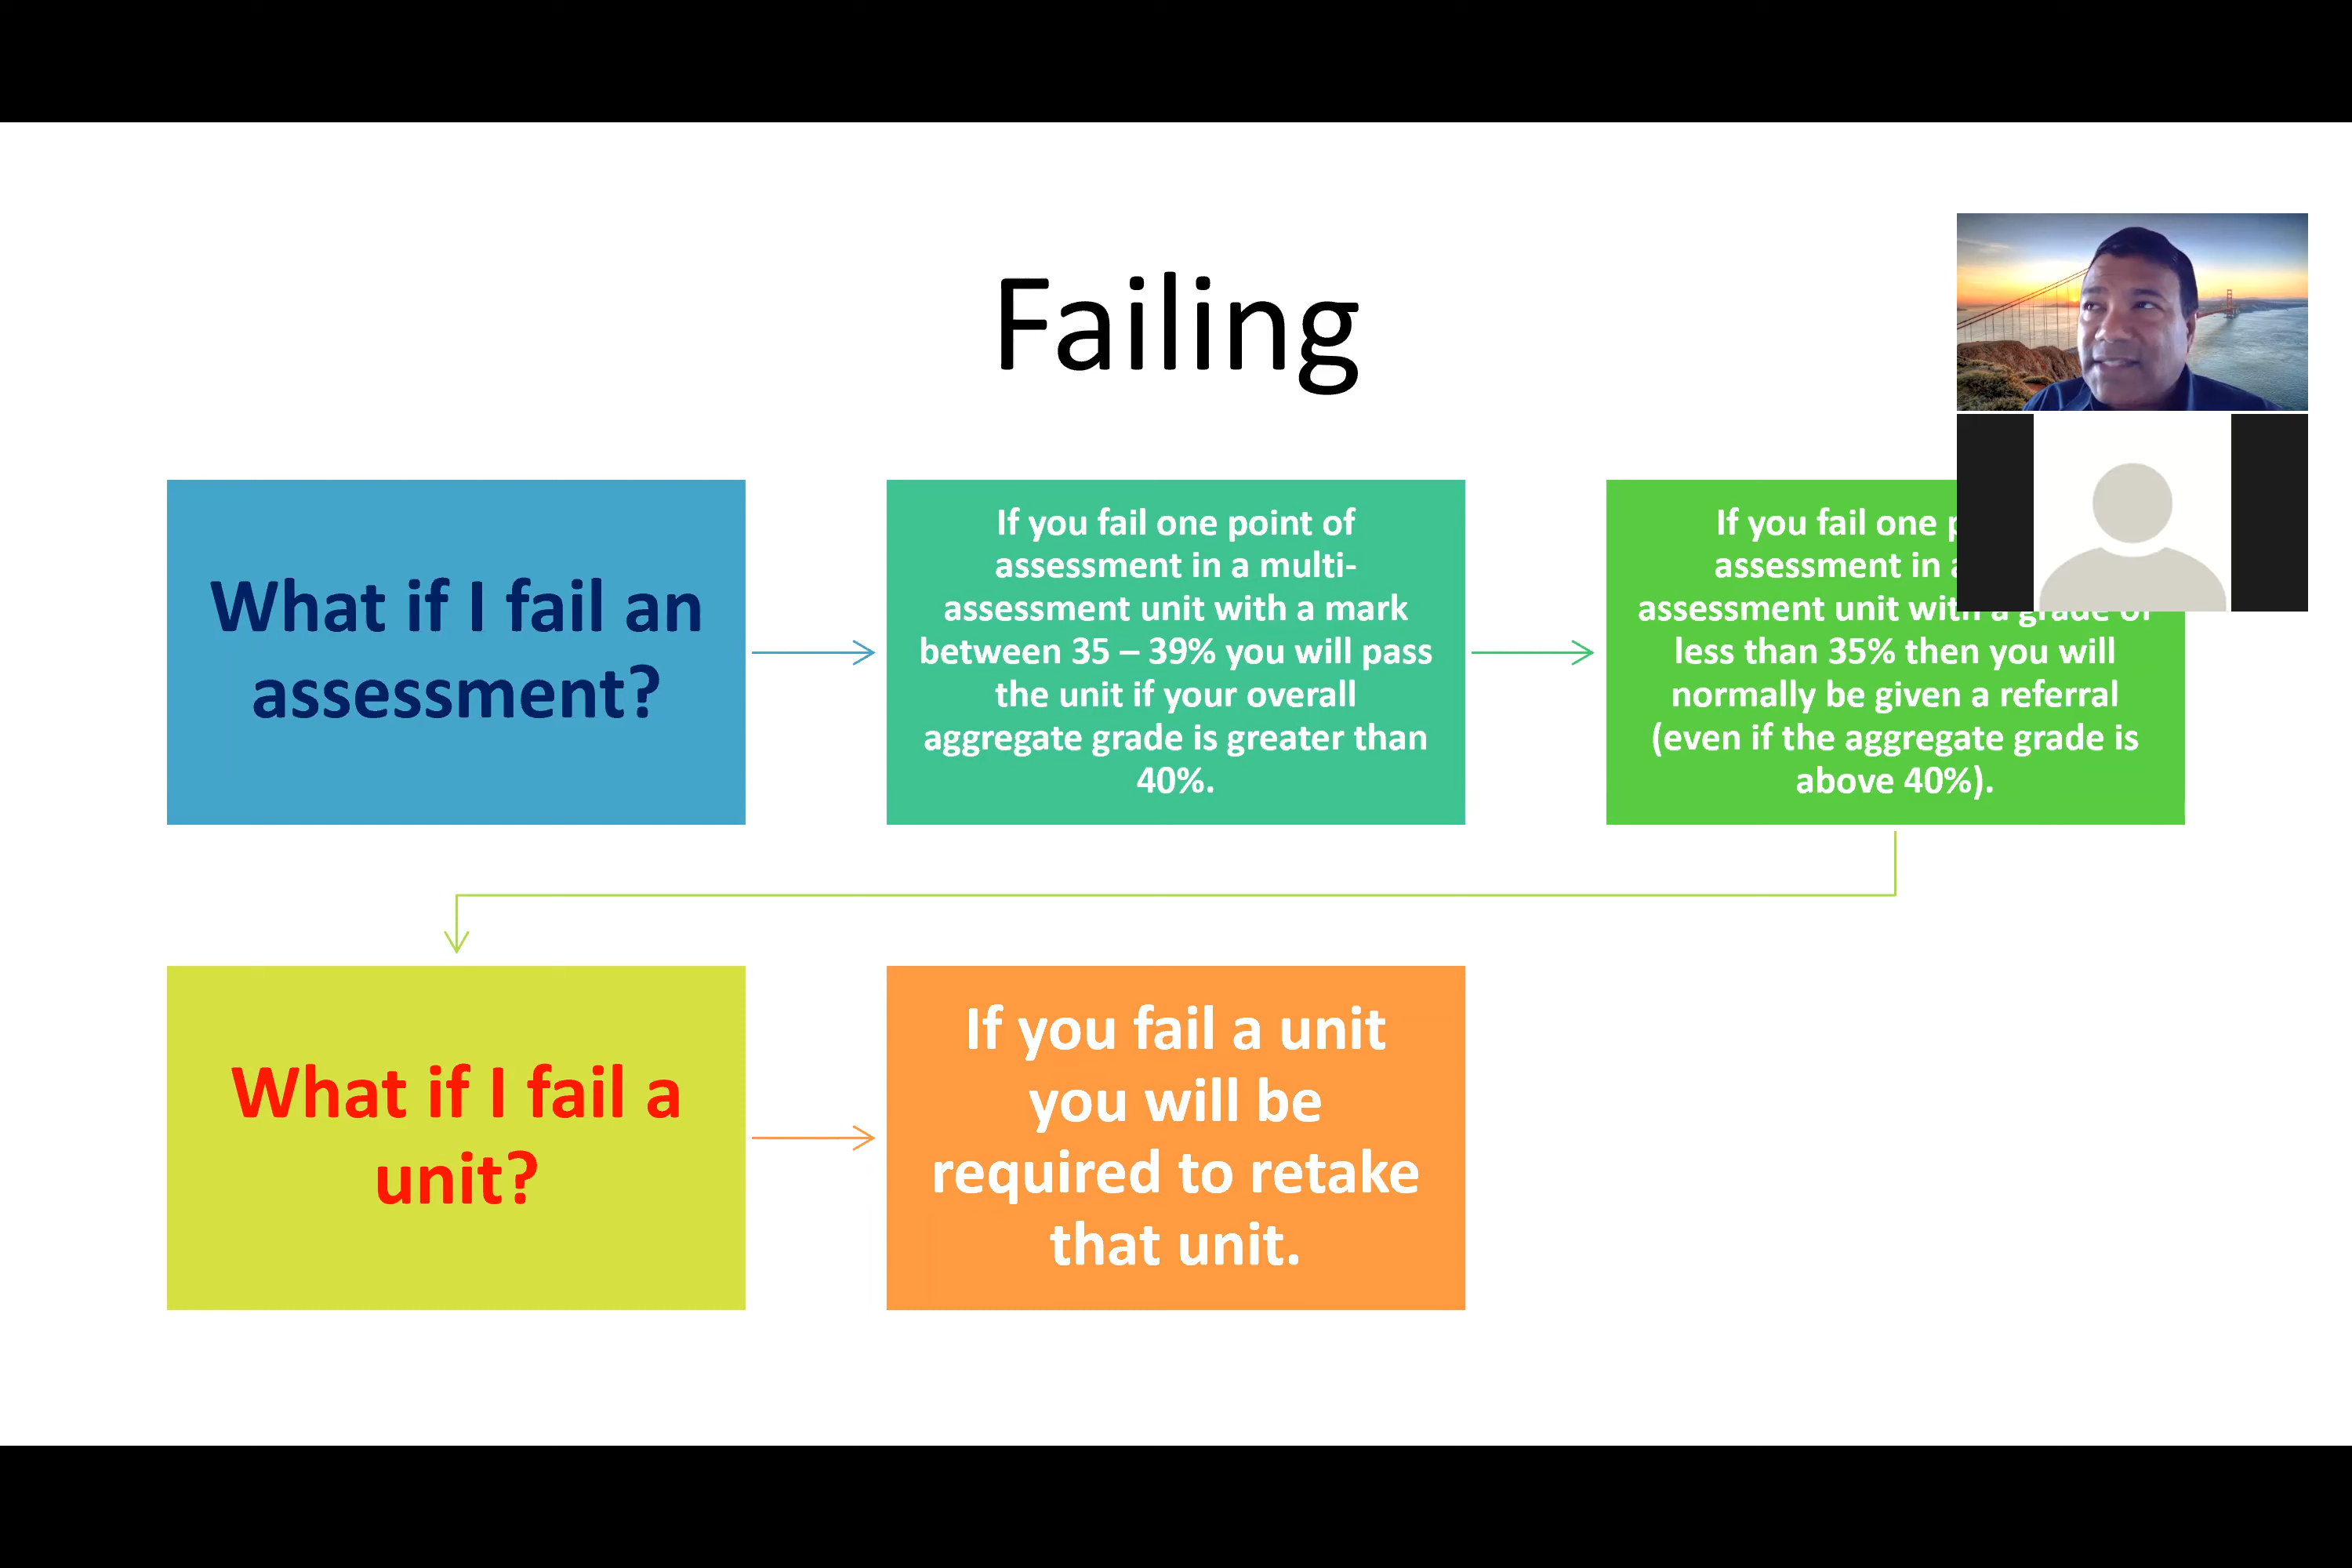 Failing
What if I fail an
assessment?
If you fail one point of
assessment in a multi-
assessment unit with a mark
between 35 – 39% you will pass
the unit if your overall
aggregate grade is greater than
40%.
If you fail one
assessment in
assessment unit with a grade of
less than 35% then you will
normally be given a referral
(even if the aggregate grade is
above 40%).
What if I fail a
unit?
If you fail a unit
you will be
required to retake
that unit.